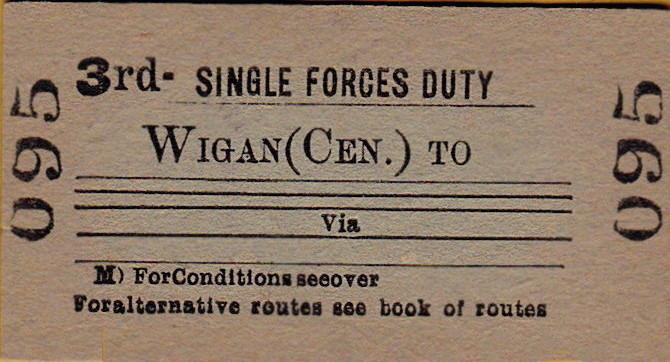 3rd- SINGLE FORCES DUTY
WIGAN (CEN.) TO
Via
M) ForConditions seeover
Foralternative routes see book of routes
095
095